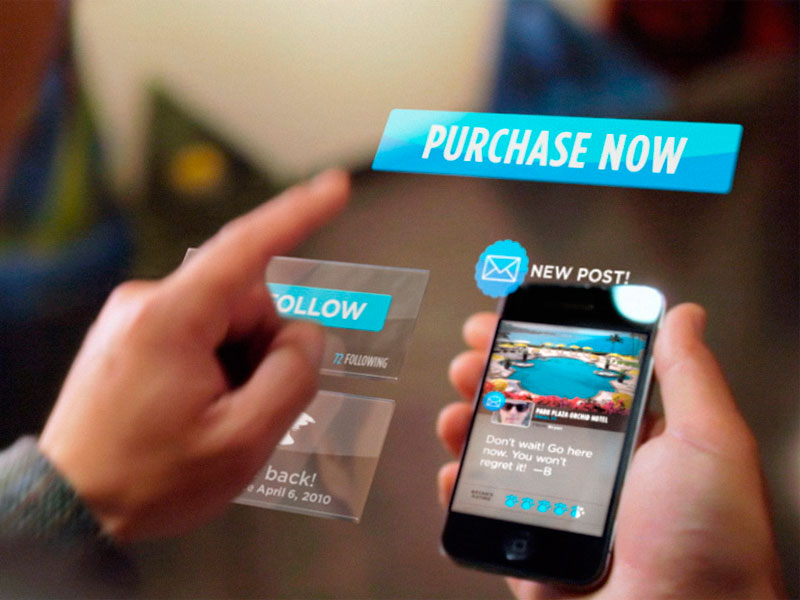 PURCHASE NOW
NEW POST!
FOLLOW
72 FOLLOWING
back!
April 6, 2010
PARK PLAZA ORCHID HOTEL
Don't wait! Go here
now. You won't
regret it! —B